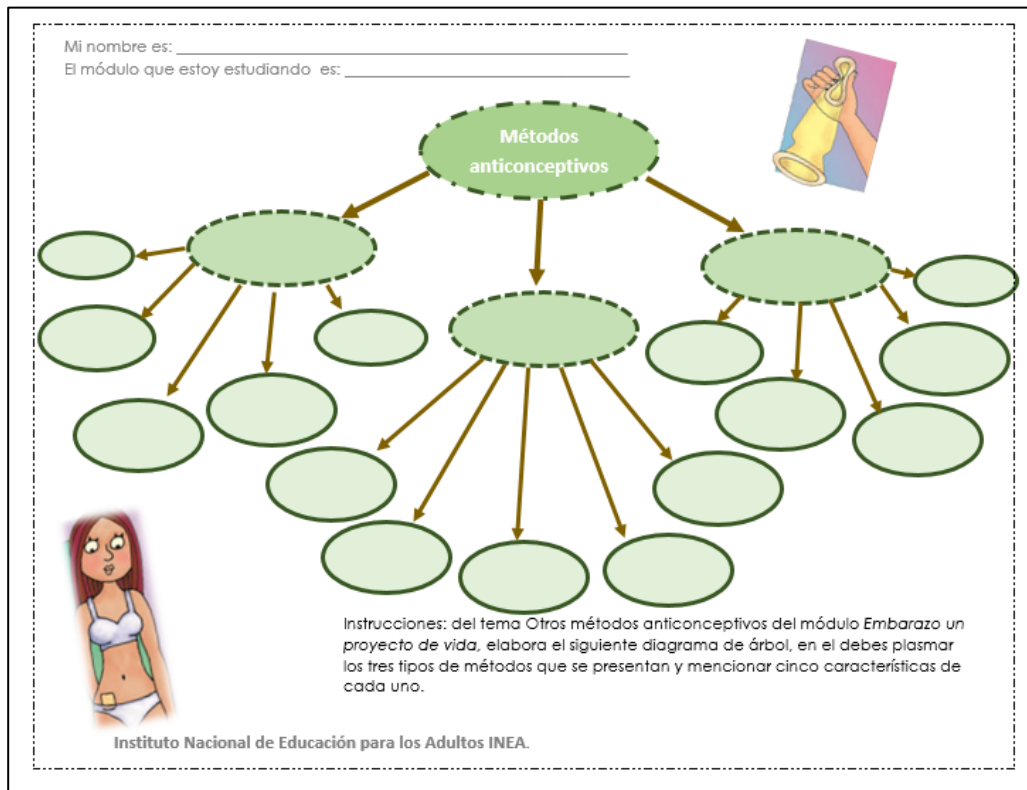 Mi nombre es: ___________________________________________________
El módulo que estoy estudiando  es: ________________________________
Métodos
anticonceptivos
Instrucciones: del tema Otros métodos anticonceptivos del módulo Embarazo un
proyecto de vida, elabora el siguiente diagrama de árbol, en el debes plasmar
los tres tipos de métodos que se presentan y mencionar cinco características de
cada uno.
Instituto Nacional de Educación para los Adultos INEA.